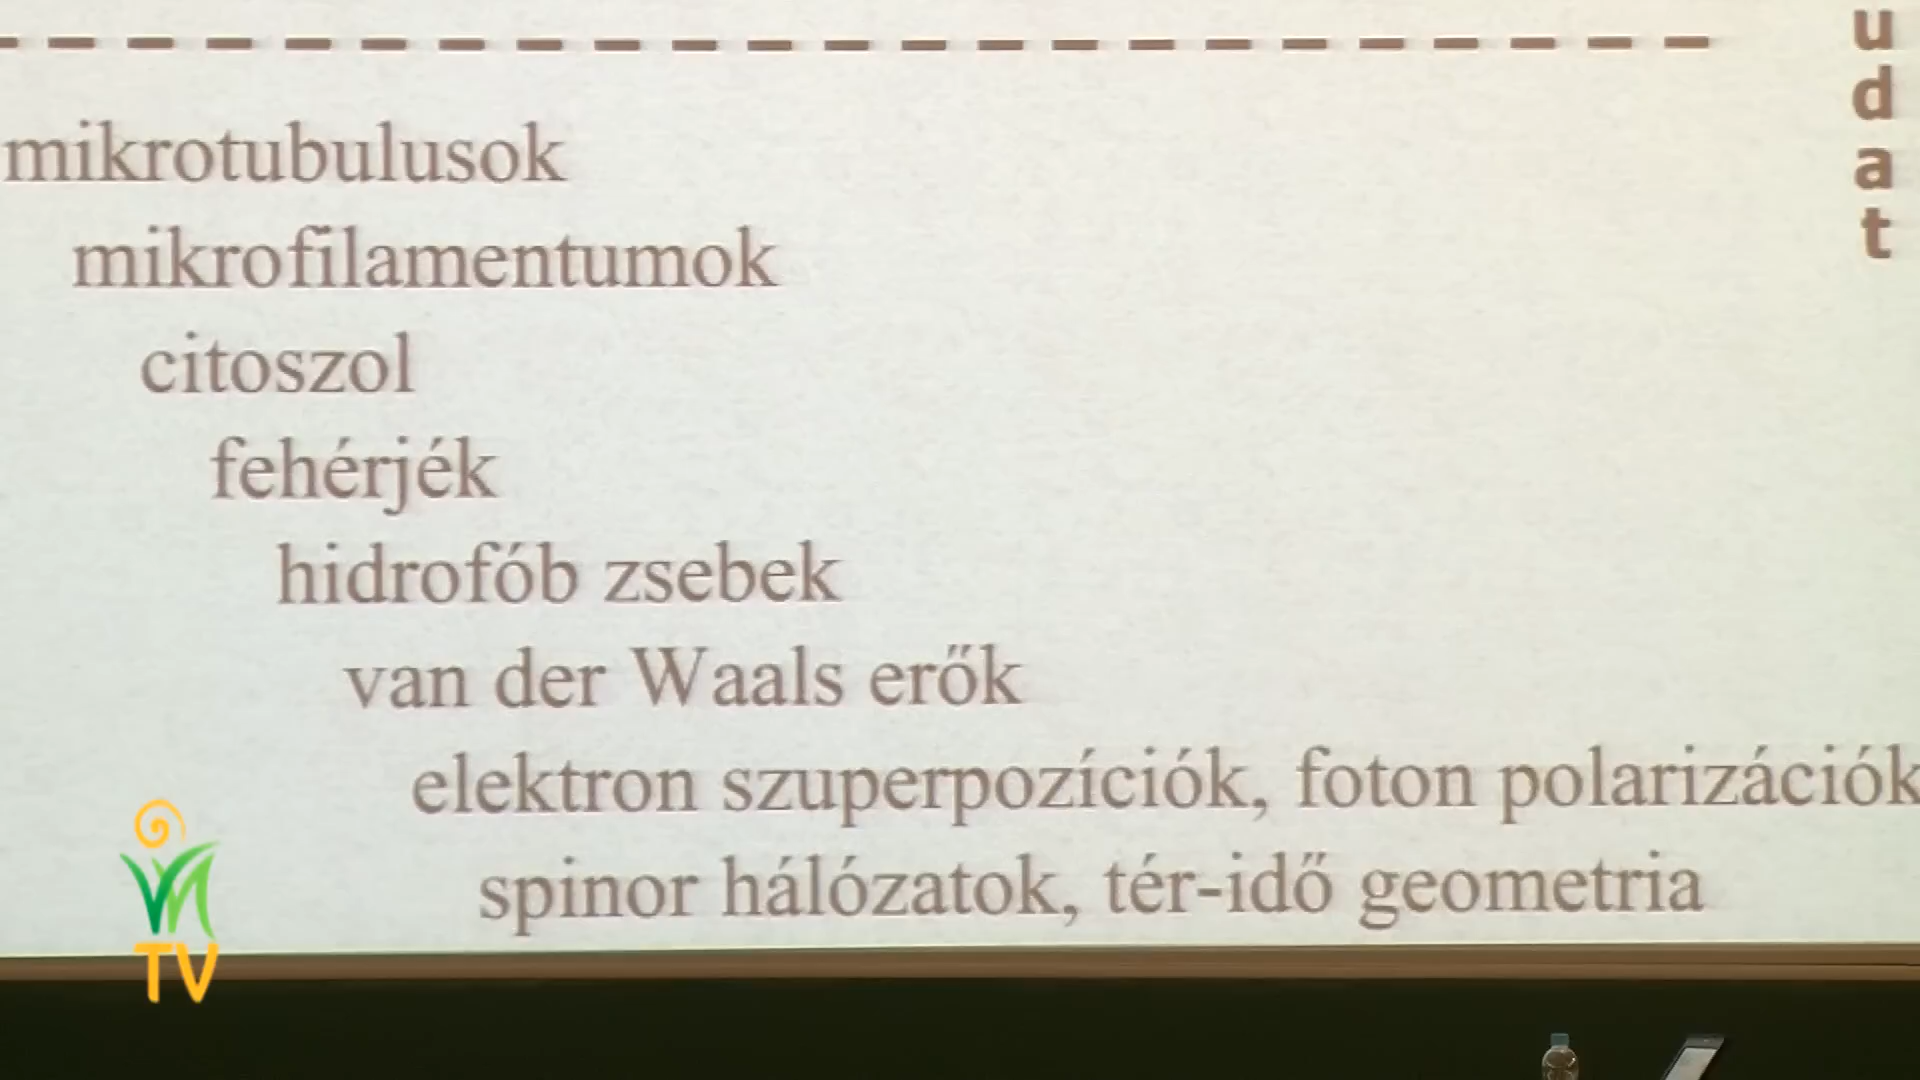 mikrotubulusok
mikrofilamentumok
citoszol
fehérjék
hidrofób zsebek
van der Waals erők
elektron szuperpozíciók, foton polarizációk
spinor hálózatok, tér-idő geometria
u
d
a
t
VM
TV